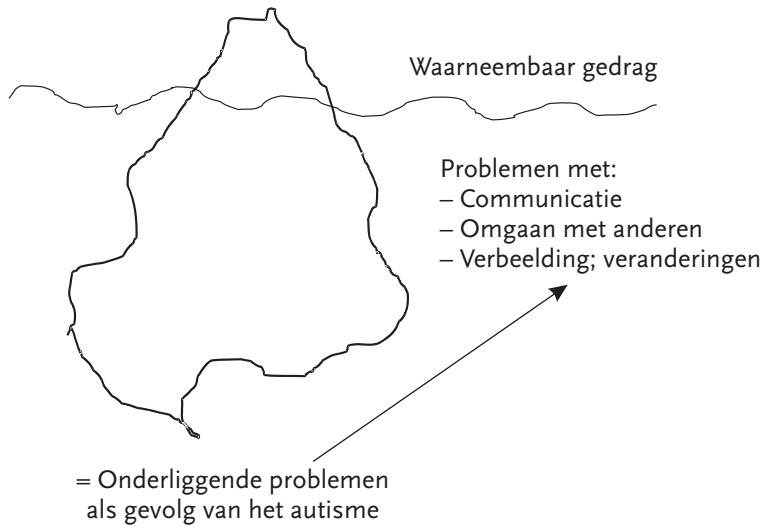 Waarneembaar gedrag
Problemen met:
– Communicatie
– Omgaan met anderen
– Verbeelding; veranderingen
= Onderliggende problemen
als gevolg van het autisme